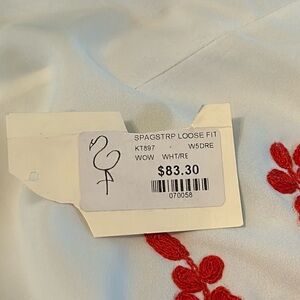 SPAGSTRP LOOSE FIT
KT897 - W5DRE
WOW WHT/RE
$83.30
070058